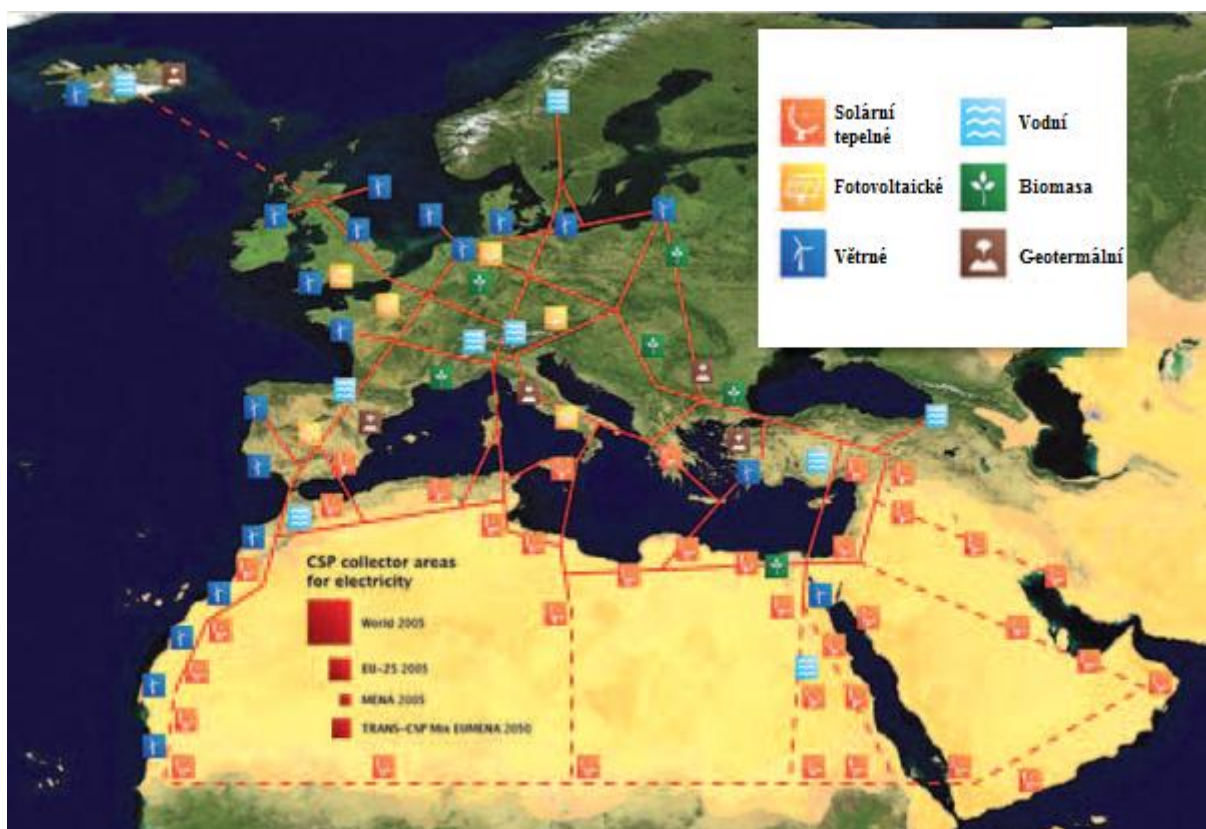 Solární
tepelné
Vodní
Fotovoltaické
Biomasa
Větrné
Geotermální
CSP collector areas
for electricity
World 2005
EU-25 2005
MENA 2005
TRANS-CSP Mix EUMENA 2050